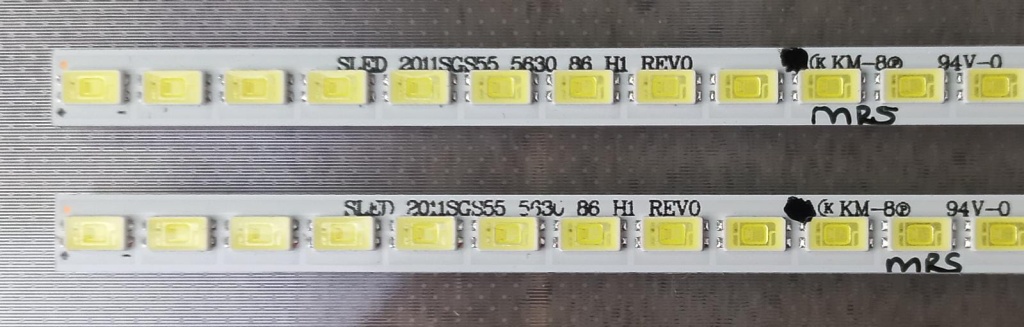 SLED 2011SGS55 5630 86 H1 REV0 KM-8 94V-0
MRS
SLED 2011SGS55 5630 86 H1 REV0 KM-8 94V-0
MRS